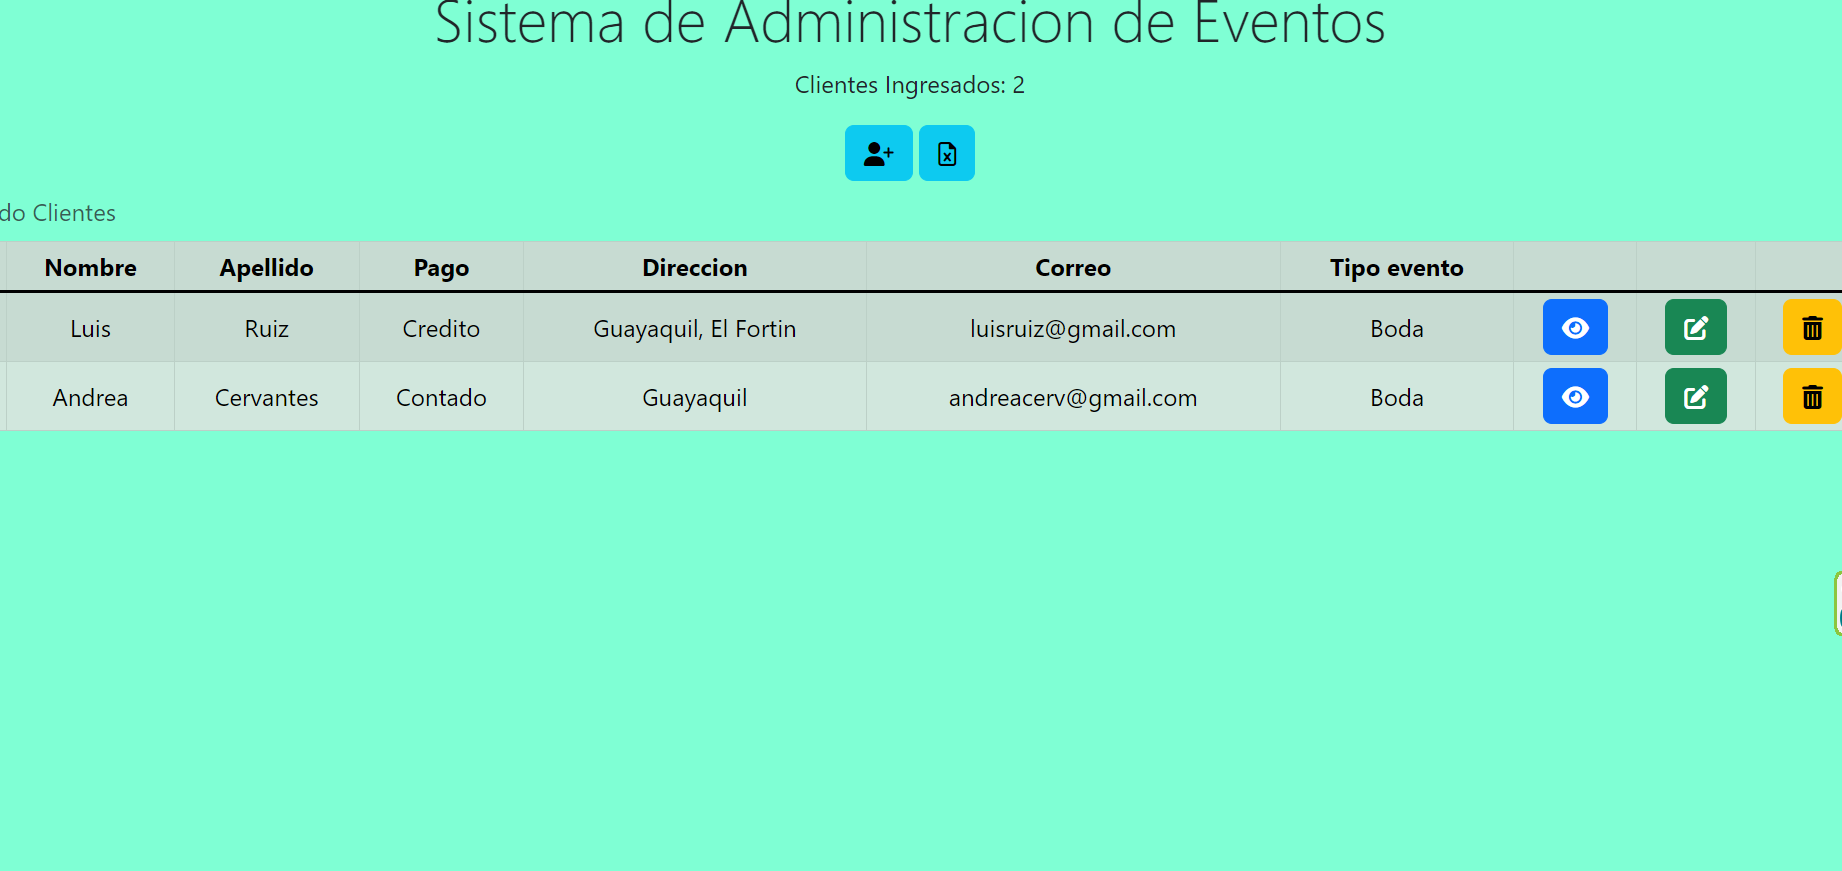 Sistema de Administracion de Eventos
Clientes Ingresados: 2
do Clientes
Nombre Apellido Pago Direccion Correo Tipo evento
Luis Ruiz Credito Guayaquil, El Fortin luisruiz@gmail.com Boda
Andrea Cervantes Contado Guayaquil andreacerv@gmail.com Boda